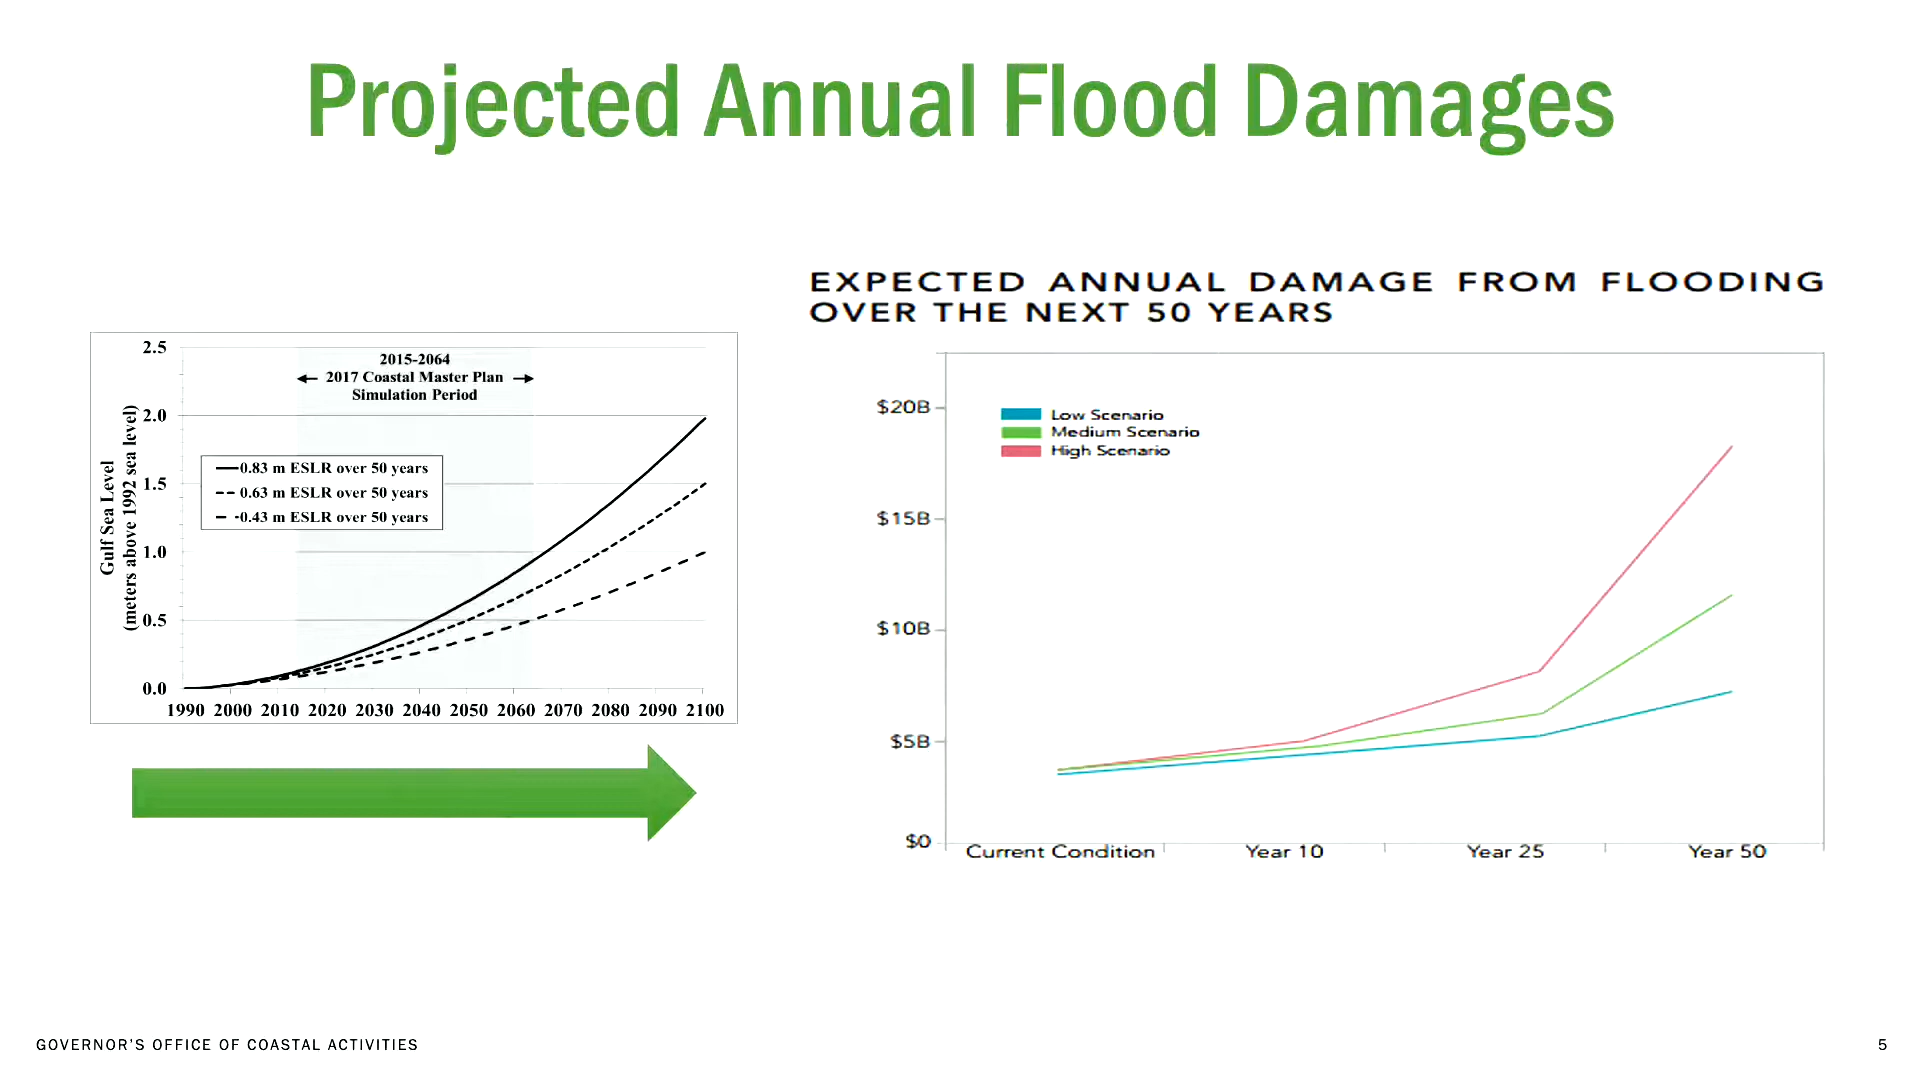 Projected Annual Flood Damages
2.5
2.0
1.5
1.0
0.5
0.0
Gulf Sea Level
(meters above 1992 sea level)
2015-2064
2017 Coastal Master Plan
Simulation Period
0.83 m ESLR over 50 years
0.63 m ESLR over 50 years
0.43 m ESLR over 50 years
1990 2000 2010 2020 2030 2040 2050 2060 2070 2080 2090 2100
EXPECTED ANNUAL DAMAGE FROM FLOODING
OVER THE NEXT 50 YEARS
$20B
$15B
$10B
$5B
$0
Low Scenario
Medium Scenario
High Scenario
Current Condition Year 10 Year 25 Year 50
GOVERNOR'S OFFICE OF COASTAL ACTIVITIES
5